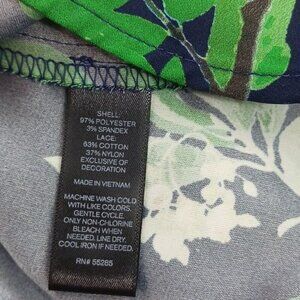 SHELL:
97% POLYESTER
3% SPANDEX
LACE:
63% COTTON
37% NYLON
EXCLUSIVE OF
DECORATION
MADE IN VIETNAM
MACHINE WASH COLD
WITH LIKE COLORS.
GENTLE CYCLE.
ONLY NON-CHLORINE
BLEACH WHEN
NEEDED. LINE DRY.
COOL IRON IF NEEDED.
RN# 55285